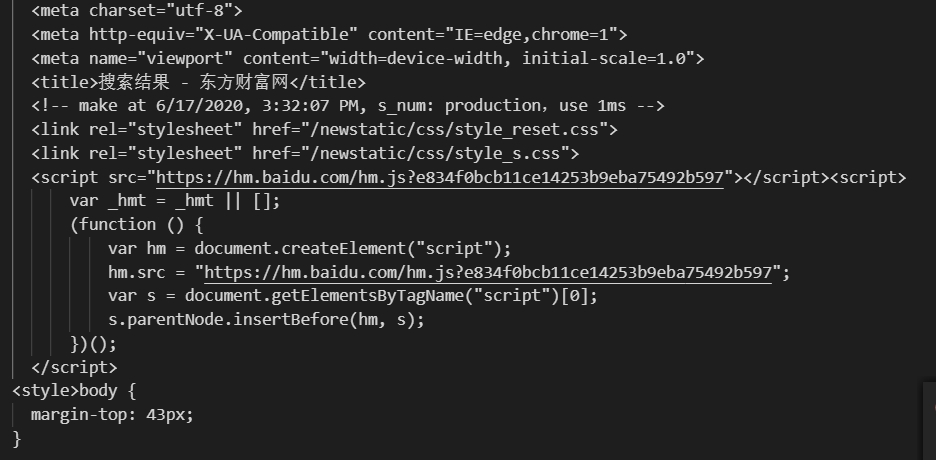 <meta charset="utf-8">
<meta http-equiv="X-UA-Compatible" content="IE=edge,chrome=1">
<meta name="viewport" content="width=device-width, initial-scale=1.0">
<title>搜索结果 - 东方财富网</title>
<!-- make at 6/17/2020, 3:32:07 PM, s_num: production，use 1ms -->
<link rel="stylesheet" href="/newstatic/css/style_reset.css">
<link rel="stylesheet" href="/newstatic/css/style_s.css">
<script src="https://hm.baidu.com/hm.js?e834f0bcb11ce14253b9eba75492b597"></script><script>
var _hmt = _hmt || [];
(function () {
var hm = document.createElement("script");
hm.src = "https://hm.baidu.com/hm.js?e834f0bcb11ce14253b9eba75492b597";
var s = document.getElementsByTagName("script")[0];
s.parentNode.insertBefore(hm, s);
})();
</script>
<style>body {
margin-top: 43px;
}